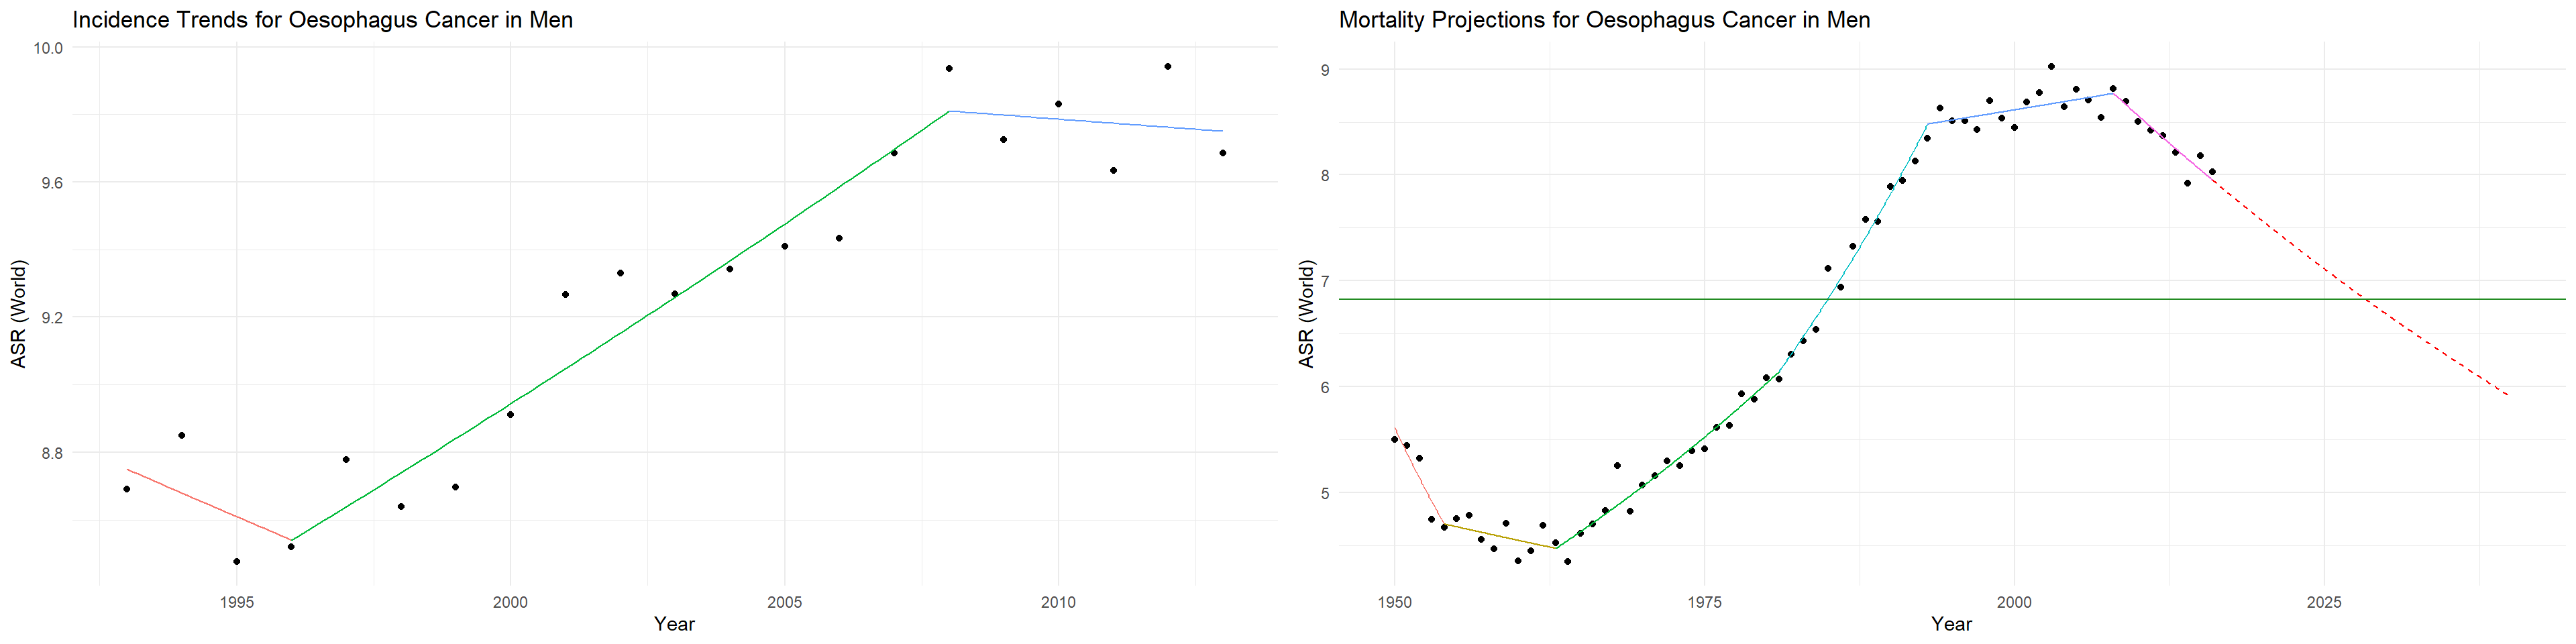 Incidence Trends for Oesophagus Cancer in Men
10.0
9.6
9.2
8.8
ASR (World)
1995 2000 2005 2010
Year
Mortality Projections for Oesophagus Cancer in Men
9
8
7
6
5
ASR (World)
1950 1975 2000 2025
Year